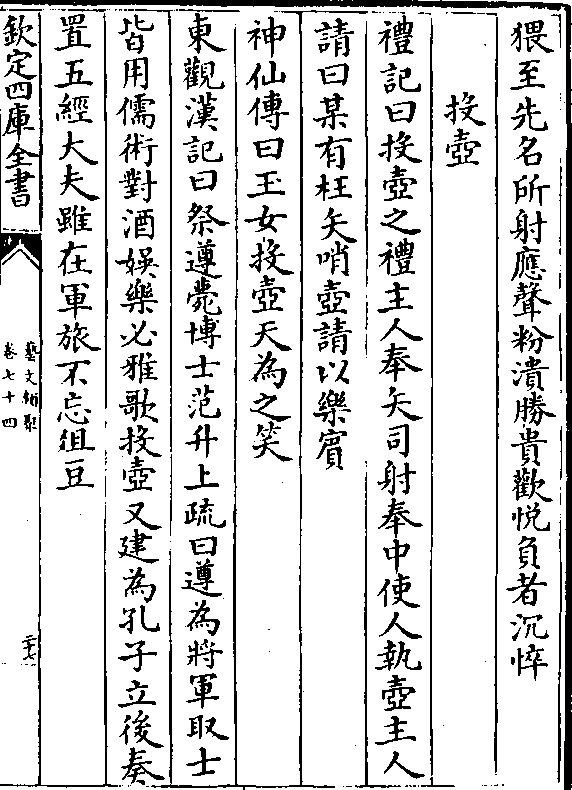 猥至先名所射應聲粉潰勝貴歡悅負者沉悴
投壺
禮記曰投壺之禮主人奉矢司射奉中使人執壺主人
請曰某有枉矢哨壺請以樂賓
神仙傳曰玉女投壺天為之笑
東觀漢記曰祭遵薨博士范升上疏曰遵為將軍取士
皆用儒術對酒娛樂必雅歌投壺又建為孔子立後奏
置五經大夫雖在軍旅不忘俎豆
欽定四庫全書
藝文類聚
卷七十四
二十七